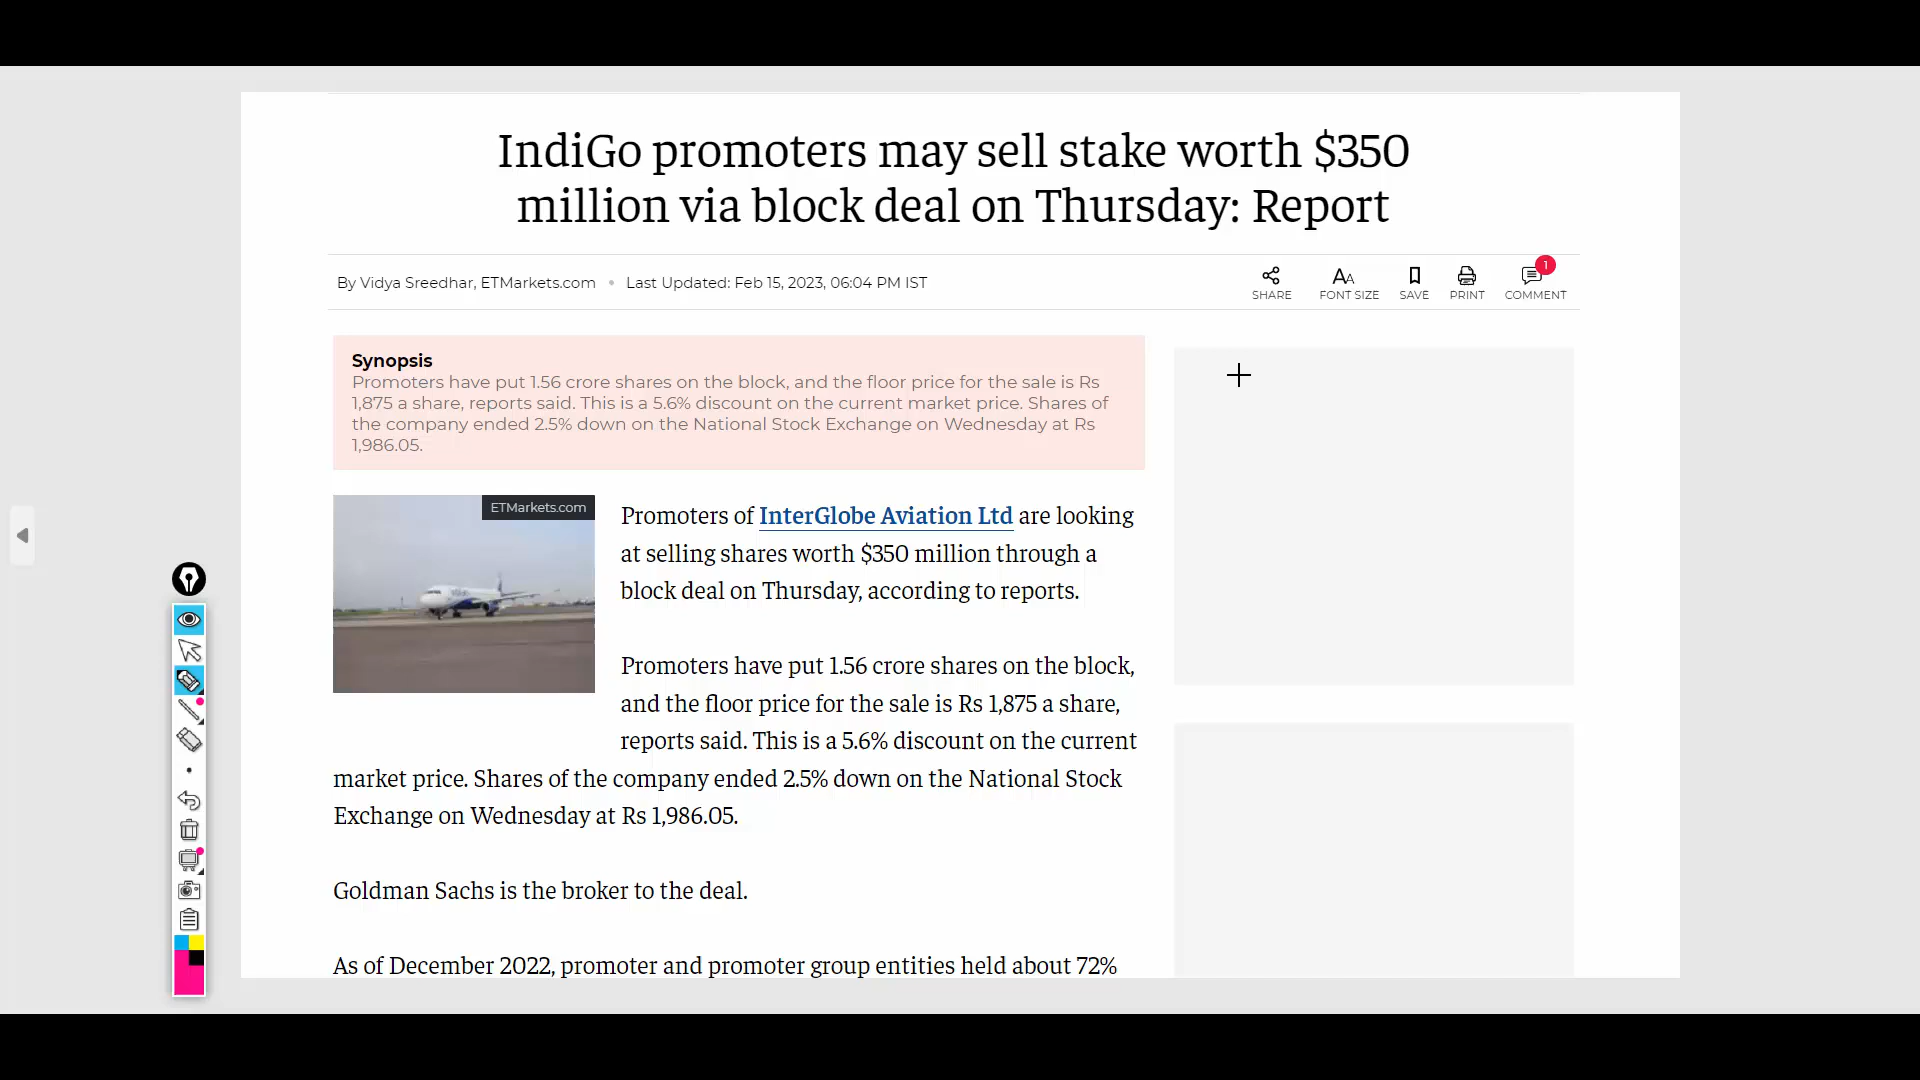 IndiGo promoters may sell stake worth $350
million via block deal on Thursday: Report
By Vidya Sreedhar, ETMarkets.com • Last Updated: Feb 15, 2023, 06:04 PM IST
SHARE
FONT SIZE
SAVE
PRINT
1
COMMENT
Synopsis
Promoters have put 1.56 crore shares on the block, and the floor price for the sale is Rs
1,875 a share, reports said. This is a 5.6% discount on the current market price. Shares of
the company ended 2.5% down on the National Stock Exchange on Wednesday at Rs
1,986.05.
ETMarkets.com
Promoters of InterGlobe Aviation Ltd are looking
at selling shares worth $350 million through a
block deal on Thursday, according to reports.
Promoters have put 1.56 crore shares on the block,
and the floor price for the sale is Rs 1,875 a share,
reports said. This is a 5.6% discount on the current
market price. Shares of the company ended 2.5% down on the National Stock
Exchange on Wednesday at Rs 1,986.05.
Goldman Sachs is the broker to the deal.
As of December 2022, promoter and promoter group entities held about 72%